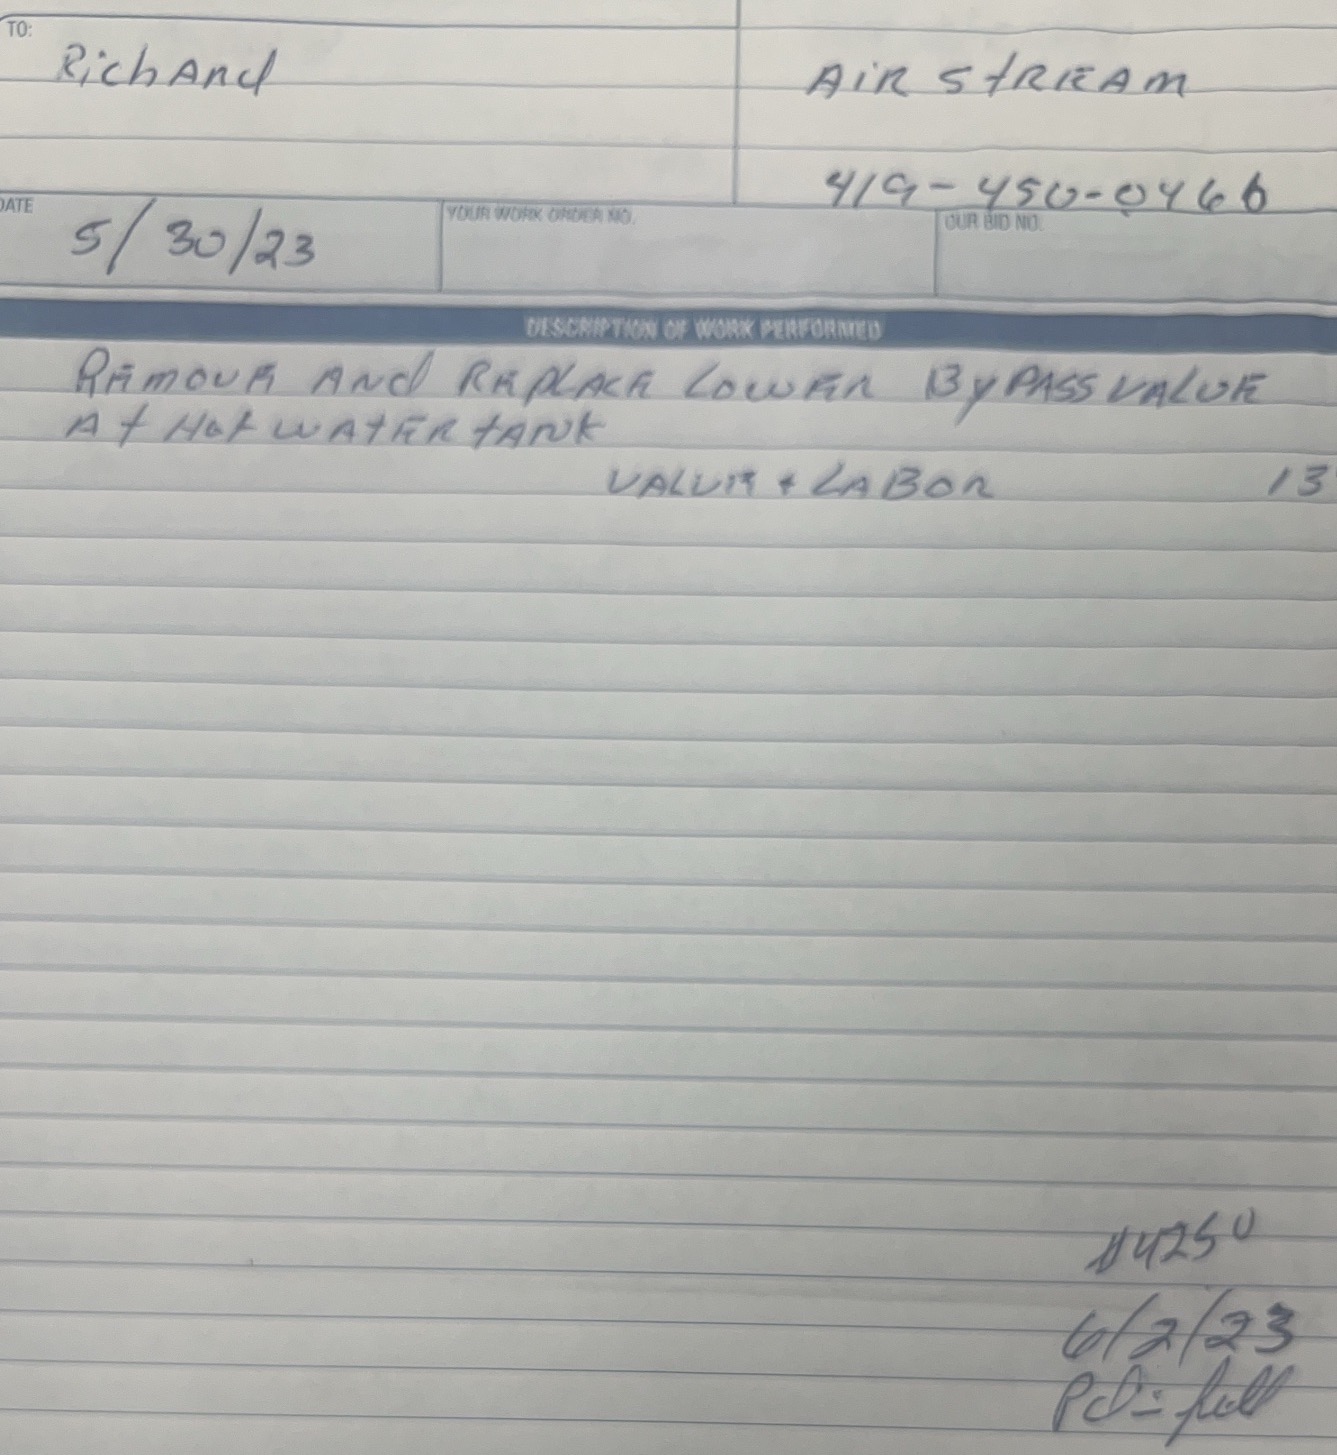 TO:
Richard
AIR STREAM
419-450-0466
DATE
5/30/23
YOUR WORK ORDER NO.
OUR BID NO.
DESCRIPTION OF WORK PERFORMED
REMOVE AND REPLACE LOWER BYPASS VALVE
At Hot WATER tANK
VALVE + LABOR 13
#4250
6/2/23
Pd = full